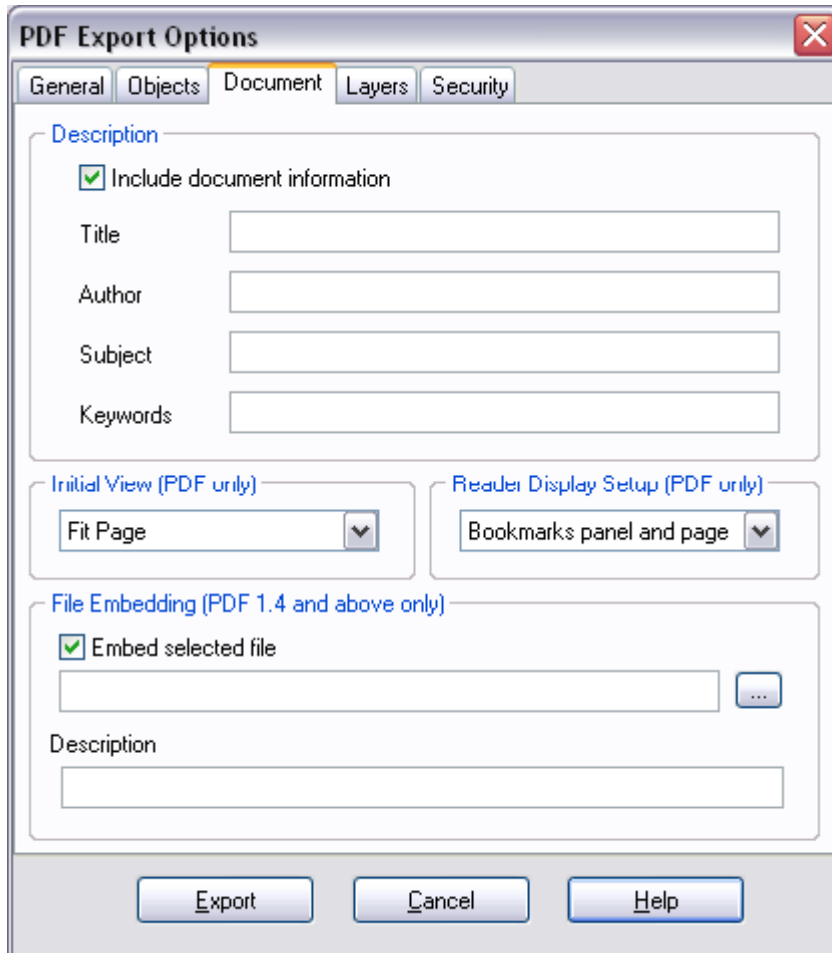 PDF Export Options
General Objects Document Layers Security
Description
Include document information
Title
Author
Subject
Keywords
Initial View (PDF only) Reader Display Setup (PDF only)
Fit Page Bookmarks panel and page
File Embedding (PDF 1.4 and above only)
Embed selected file
...
Description
Export Cancel Help